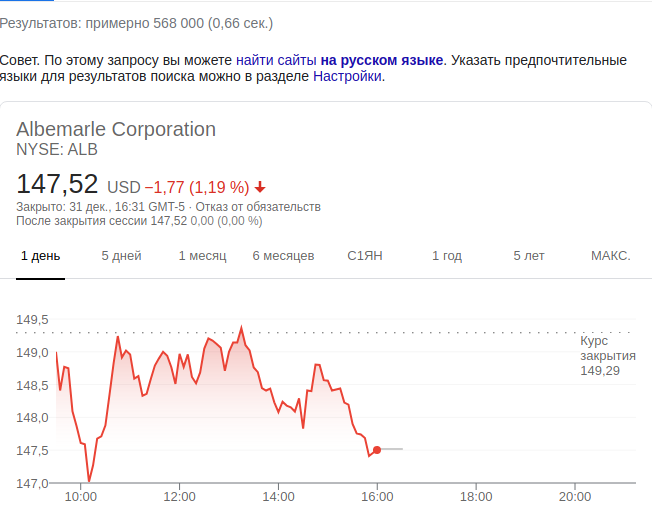 Результатов: примерно 568 000 (0,66 сек.)
Совет. По этому запросу вы можете найти сайты на русском языке. Указать предпочтительные
языки для результатов поиска можно в разделе Настройки.
Albemarle Corporation
NYSE: ALB
147,52 USD −1,77 (1,19 %)
Закрыто: 31 дек., 16:31 GMT-5 · Отказ от обязательств
После закрытия сессии 147,52 0,00 (0,00 %)
1 день 5 дней 1 месяц 6 месяцев С1ЯН 1 год 5 лет МАКС.
149,5
149,0
148,5
148,0
147,5
147,0
Курс
закрытия
149,29
10:00 12:00 14:00 16:00 18:00 20:00